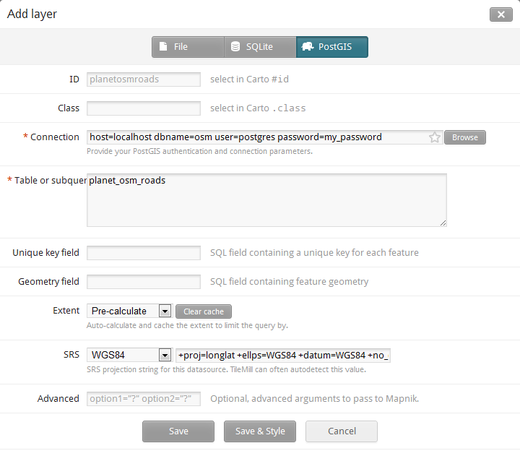 Add layer
File SQLite PostGIS
ID planetosmroads select in Carto #id
Class select in Carto .class
* Connection host=localhost dbname=osm user=postgres password=my_password Browse
Provide your PostGIS authentication and connection parameters.
* Table or subquer planet_osm_roads
Unique key field SQL field containing a unique key for each feature
Geometry field SQL field containing feature geometry
Extent Pre-calculate Clear cache
Auto-calculate and cache the extent to limit the query by.
SRS WGS84 +proj=longlat +ellps=WGS84 +datum=WGS84 +no_
SRS projection string for this datasource. TileMill can often autodetect this value.
Advanced option1="?" option2="?" Optional, advanced arguments to pass to Mapnik.
Save Save & Style Cancel